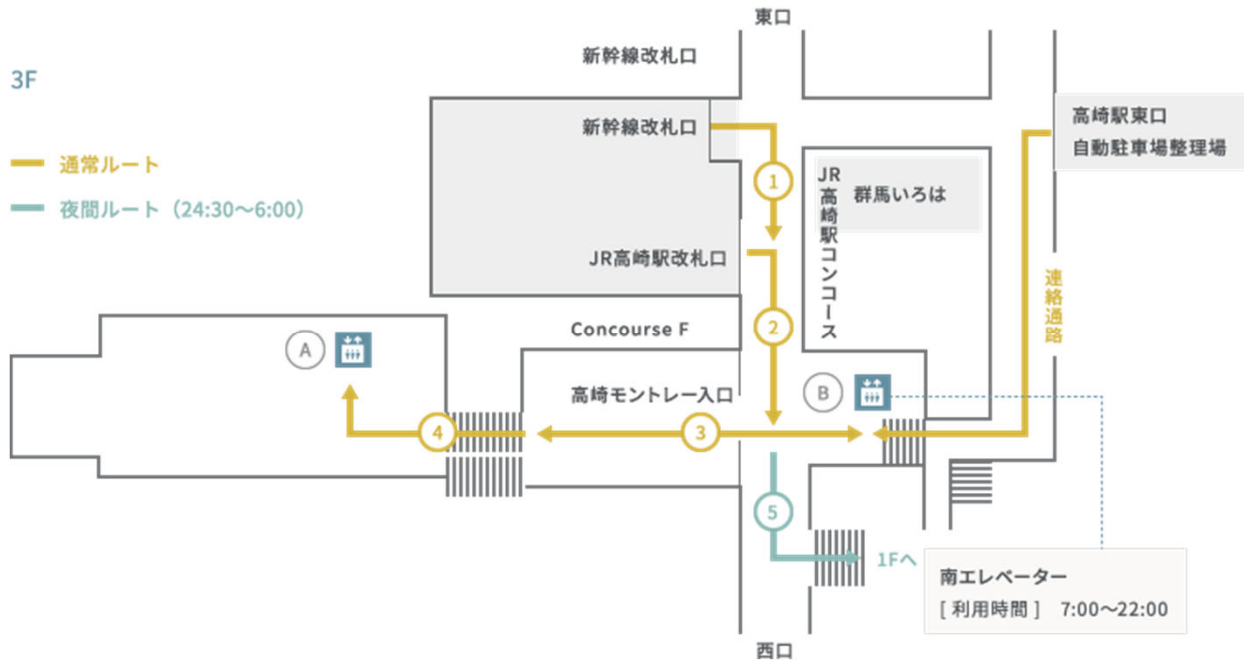 東口
新幹線改札口
3F
新幹線改札口
高崎駅東口
自動駐車場整理場
通常ルート
1
JR高崎駅コンコース
群馬いろは
夜間ルート（24:30〜6:00）
JR高崎駅改札口
連絡通路
2
Concourse F
A
高崎モントレー入口
B
4
3
5
1Fへ
南エレベーター
[ 利用時間 ] 7:00〜22:00
西口